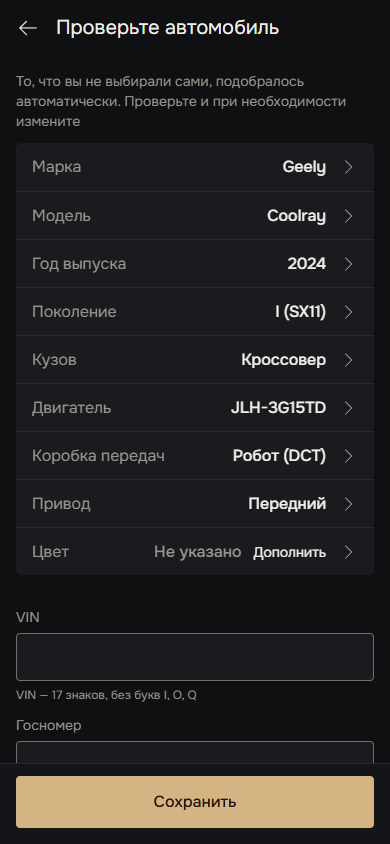 Проверьте автомобиль
То, что вы не выбирали сами, подобралось
автоматически. Проверьте и при необходимости
измените
Марка Geely
Модель Coolray
Год выпуска 2024
Поколение I (SX11)
Кузов Кроссовер
Двигатель JLH-3G15TD
Коробка передач Робот (DCT)
Привод Передний
Цвет Не указано Дополнить
VIN
VIN — 17 знаков, без букв I, O, Q
Госномер
Сохранить